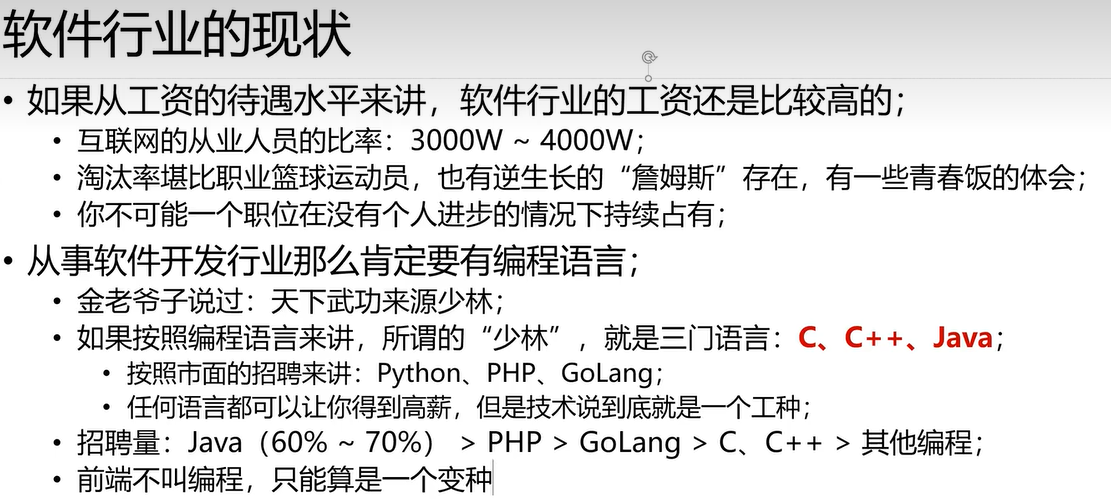 软件行业的现状
• 如果从工资的待遇水平来讲，软件行业的工资还是比较高的；
• 互联网的从业人员的比率：3000W ~ 4000W；
• 淘汰率堪比职业篮球运动员，也有逆生长的“詹姆斯”存在，有一些青春饭的体会；
• 你不可能一个职位在没有个人进步的情况下持续占有；
• 从事软件开发行业那么肯定要有编程语言；
• 金老爷子说过：天下武功来源少林；
• 如果按照编程语言来讲，所谓的“少林”，就是三门语言：C、C++、Java；
• 按照市面的招聘来讲：Python、PHP、GoLang；
• 任何语言都可以让你得到高薪，但是技术说到底就是一个工种；
• 招聘量：Java（60% ~ 70%） > PHP > GoLang > C、C++ > 其他编程；
• 前端不叫编程，只能算是一个变种